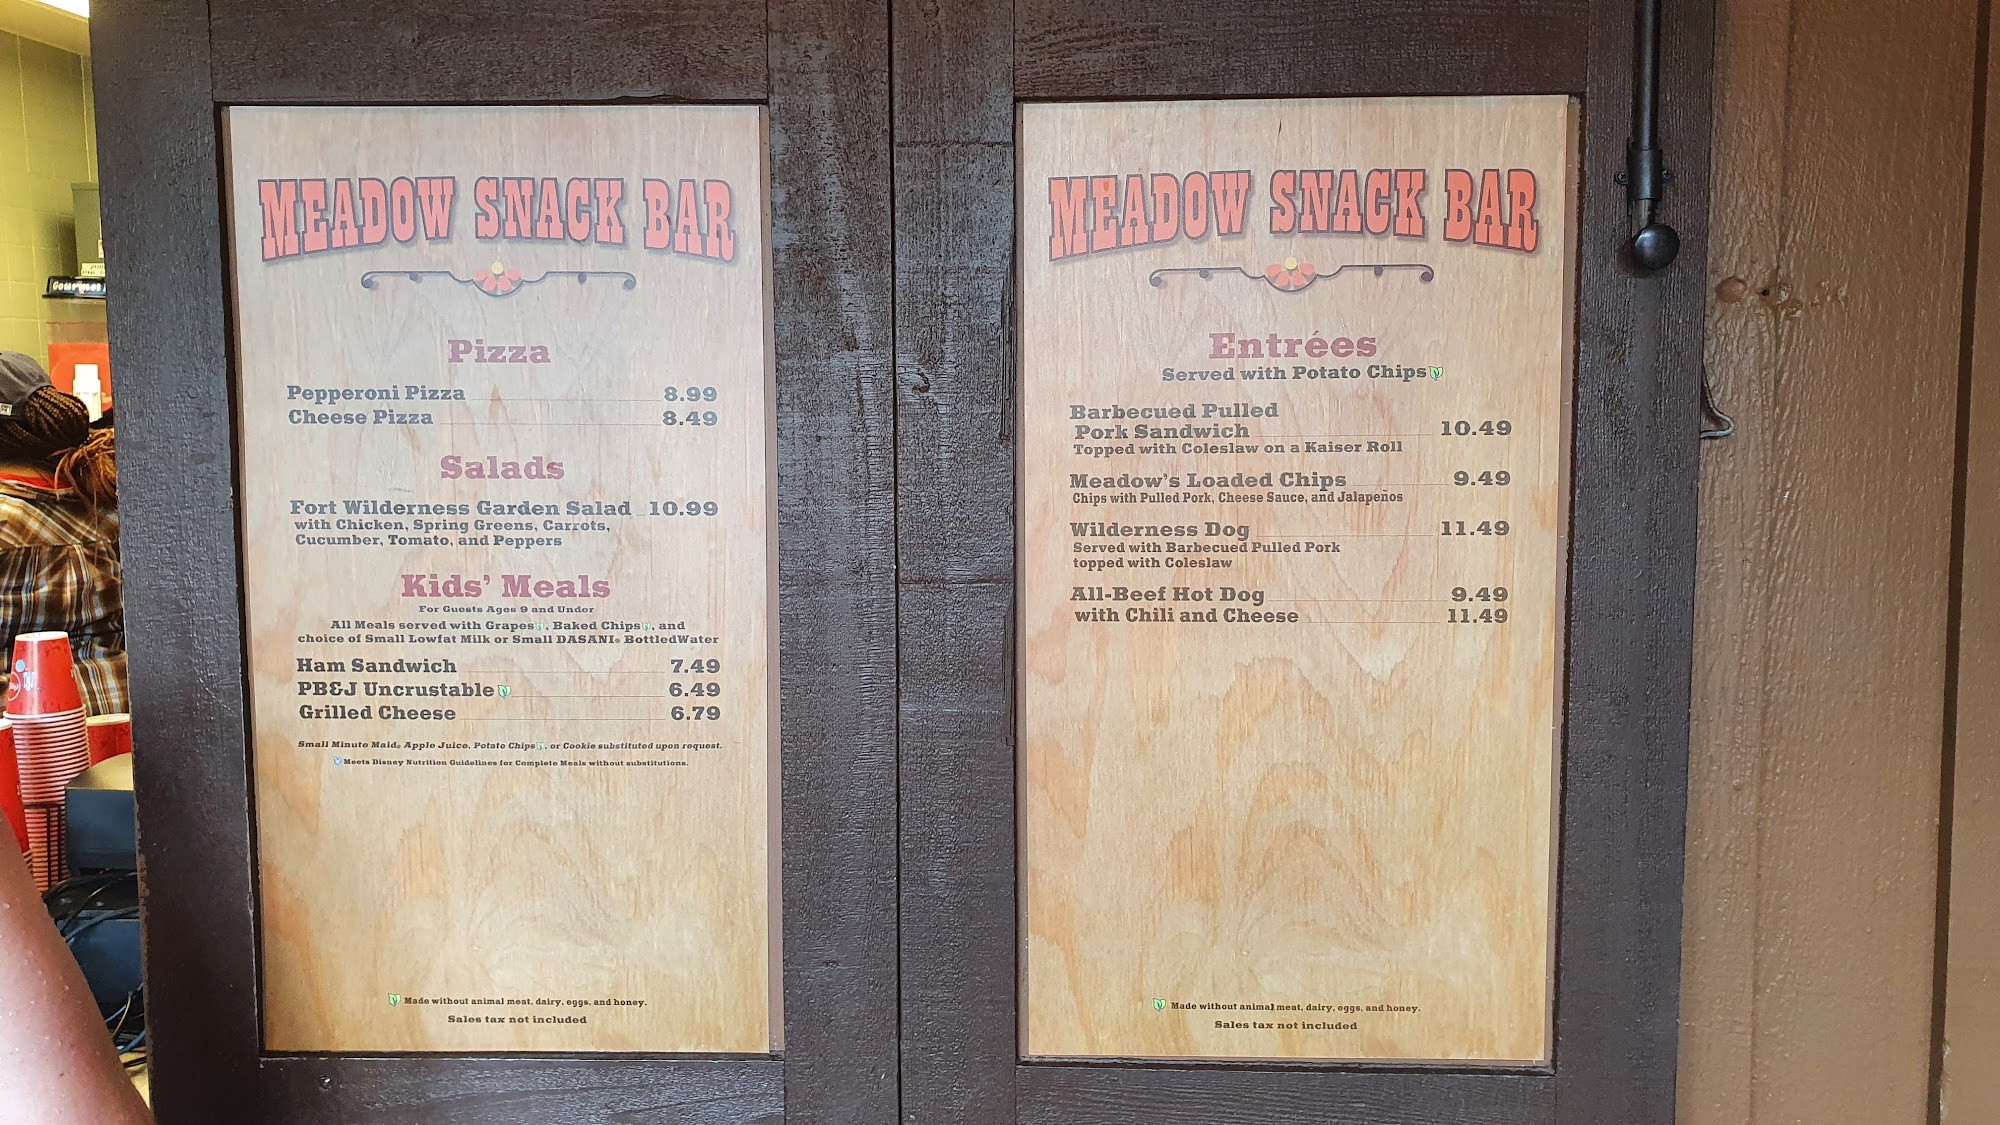 MEADOW SNACK BAR
Pizza
Pepperoni Pizza 8.99
Cheese Pizza 8.49
Salads
Fort Wilderness Garden Salad 10.99
with Chicken, Spring Greens, Carrots,
Cucumber, Tomato, and Peppers
Kids' Meals
For Guests Ages 9 and Under
All Meals served with Grapes, Baked Chips, and
choice of Small Lowfat Milk or Small DASANI® Bottled Water
Ham Sandwich 7.49
PB&J Uncrustable 6.49
Grilled Cheese 6.79
Small Minute Maid® Apple Juice, Potato Chips, or Cookie substituted upon request.
Meets Disney Nutrition Guidelines for Complete Meals without substitutions.
Made without animal meat, dairy, eggs, and honey.
Sales tax not included
MEADOW SNACK BAR
Entrées
Served with Potato Chips
Barbecued Pulled
Pork Sandwich 10.49
Topped with Coleslaw on a Kaiser Roll
Meadow's Loaded Chips 9.49
Chips with Pulled Pork, Cheese Sauce, and Jalapeños
Wilderness Dog 11.49
Served with Barbecued Pulled Pork
topped with Coleslaw
All-Beef Hot Dog 9.49
with Chili and Cheese 11.49
Made without animal meat, dairy, eggs, and honey.
Sales tax not included